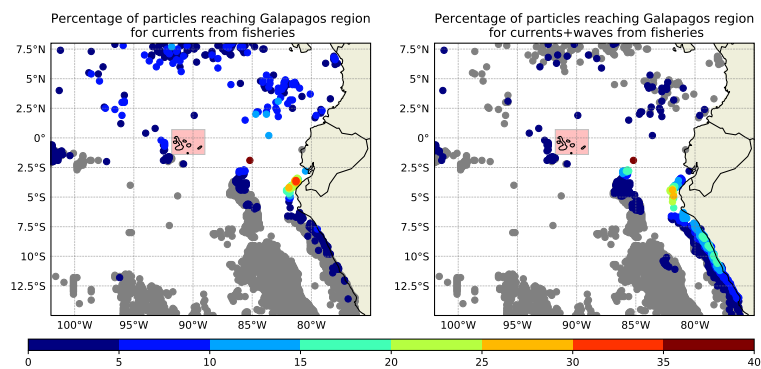 Percentage of particles reaching Galapagos region
for currents from fisheries
7.5°N
5°N
2.5°N
0°
2.5°S
5°S
7.5°S
10°S
12.5°S
100°W 95°W 90°W 85°W 80°W
Percentage of particles reaching Galapagos region
for currents+waves from fisheries
7.5°N
5°N
2.5°N
0°
2.5°S
5°S
7.5°S
10°S
12.5°S
100°W 95°W 90°W 85°W 80°W
0 5 10 15 20 25 30 35 40